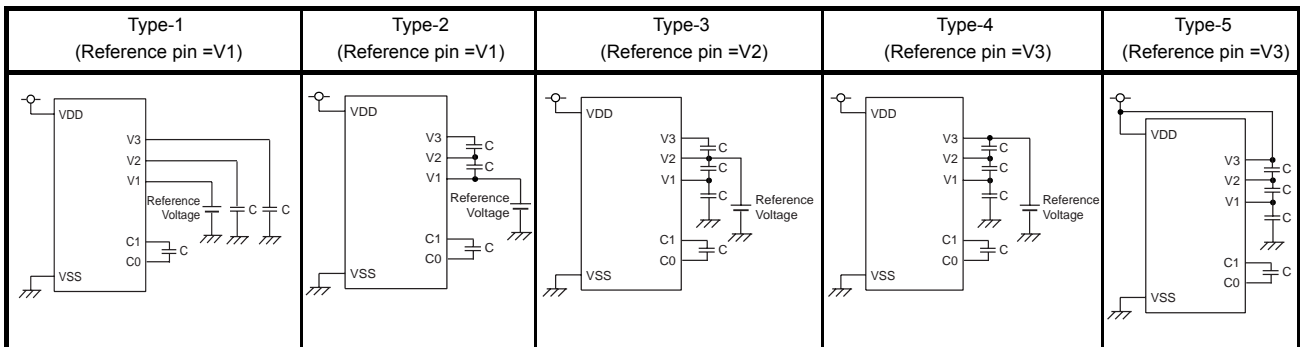 Type-1
(Reference pin =V1)
Type-2
(Reference pin =V1)
Type-3
(Reference pin =V2)
Type-4
(Reference pin =V3)
Type-5
(Reference pin =V3)
VDD
V3
V2
V1
Reference
Voltage
C
C
C1
C
C0
VSS
VDD
V3
C
V2
C
V1
Reference
Voltage
C1
C
C0
VSS
VDD
V3
C
V2
C
V1
C
Reference
Voltage
C1
C
C0
VSS
VDD
V3
C
V2
C
V1
C
Reference
Voltage
C1
C
C0
VSS
VDD
V3
C
V2
C
V1
C
C1
C
C0
VSS